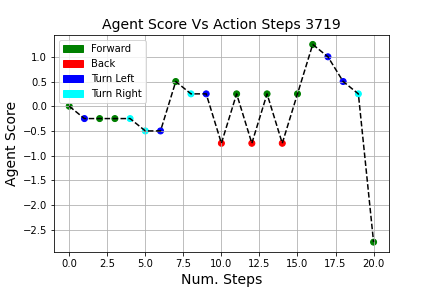 Agent Score Vs Action Steps 3719
Forward
Back
Turn Left
Turn Right
Agent Score
1.0
0.5
0.0
−0.5
−1.0
−1.5
−2.0
−2.5
0.0 2.5 5.0 7.5 10.0 12.5 15.0 17.5 20.0
Num. Steps